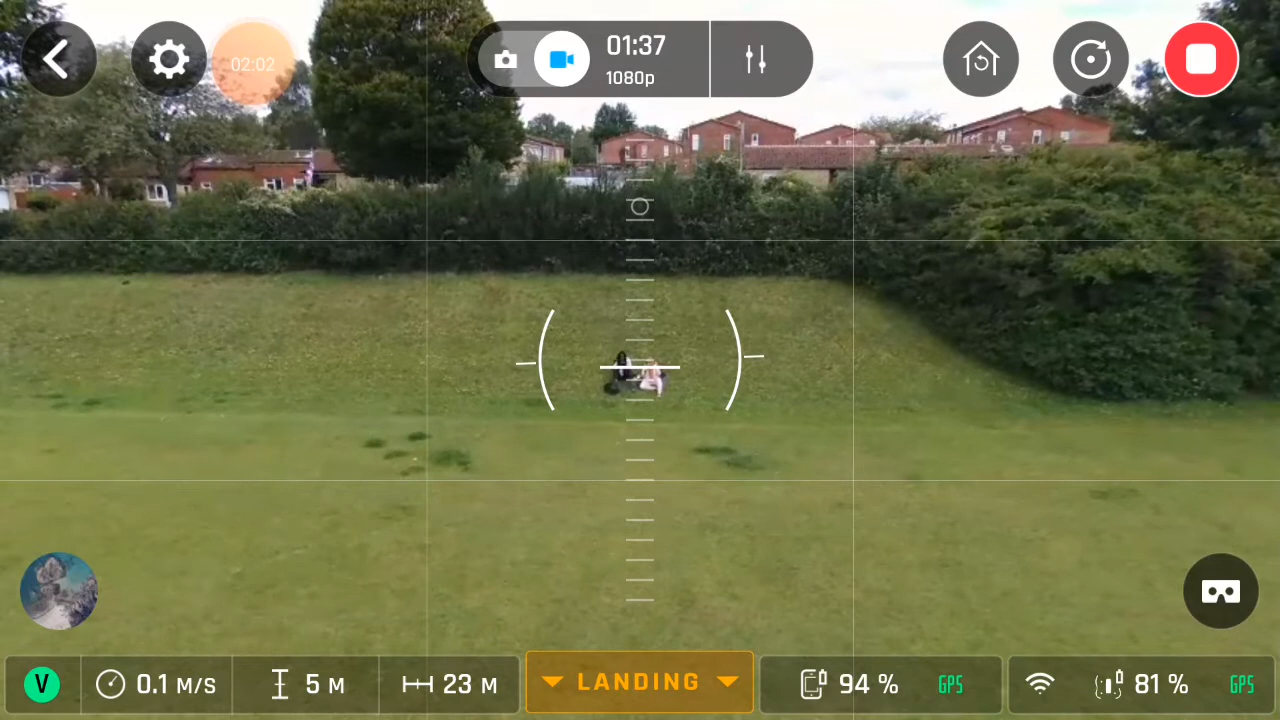 02:02
01:37
1080p
V
0.1 M/S
5 M
23 M
LANDING
94 %
GPS
81 %
GPS